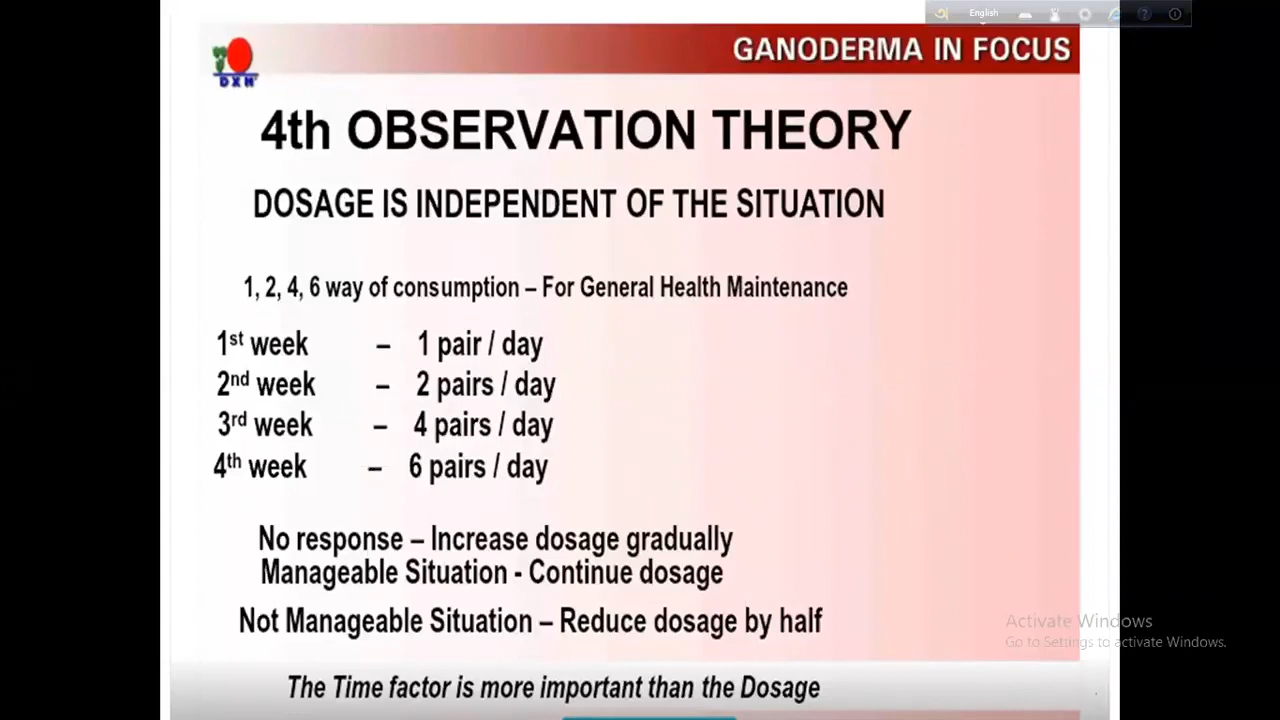 English
GANODERMA IN FOCUS
DXN
4th OBSERVATION THEORY
DOSAGE IS INDEPENDENT OF THE SITUATION
1, 2, 4, 6 way of consumption – For General Health Maintenance
1st week – 1 pair / day
2nd week – 2 pairs / day
3rd week – 4 pairs / day
4th week – 6 pairs / day
No response – Increase dosage gradually
Manageable Situation - Continue dosage
Not Manageable Situation – Reduce dosage by half
Activate Windows
Go to Settings to activate Windows.
The Time factor is more important than the Dosage